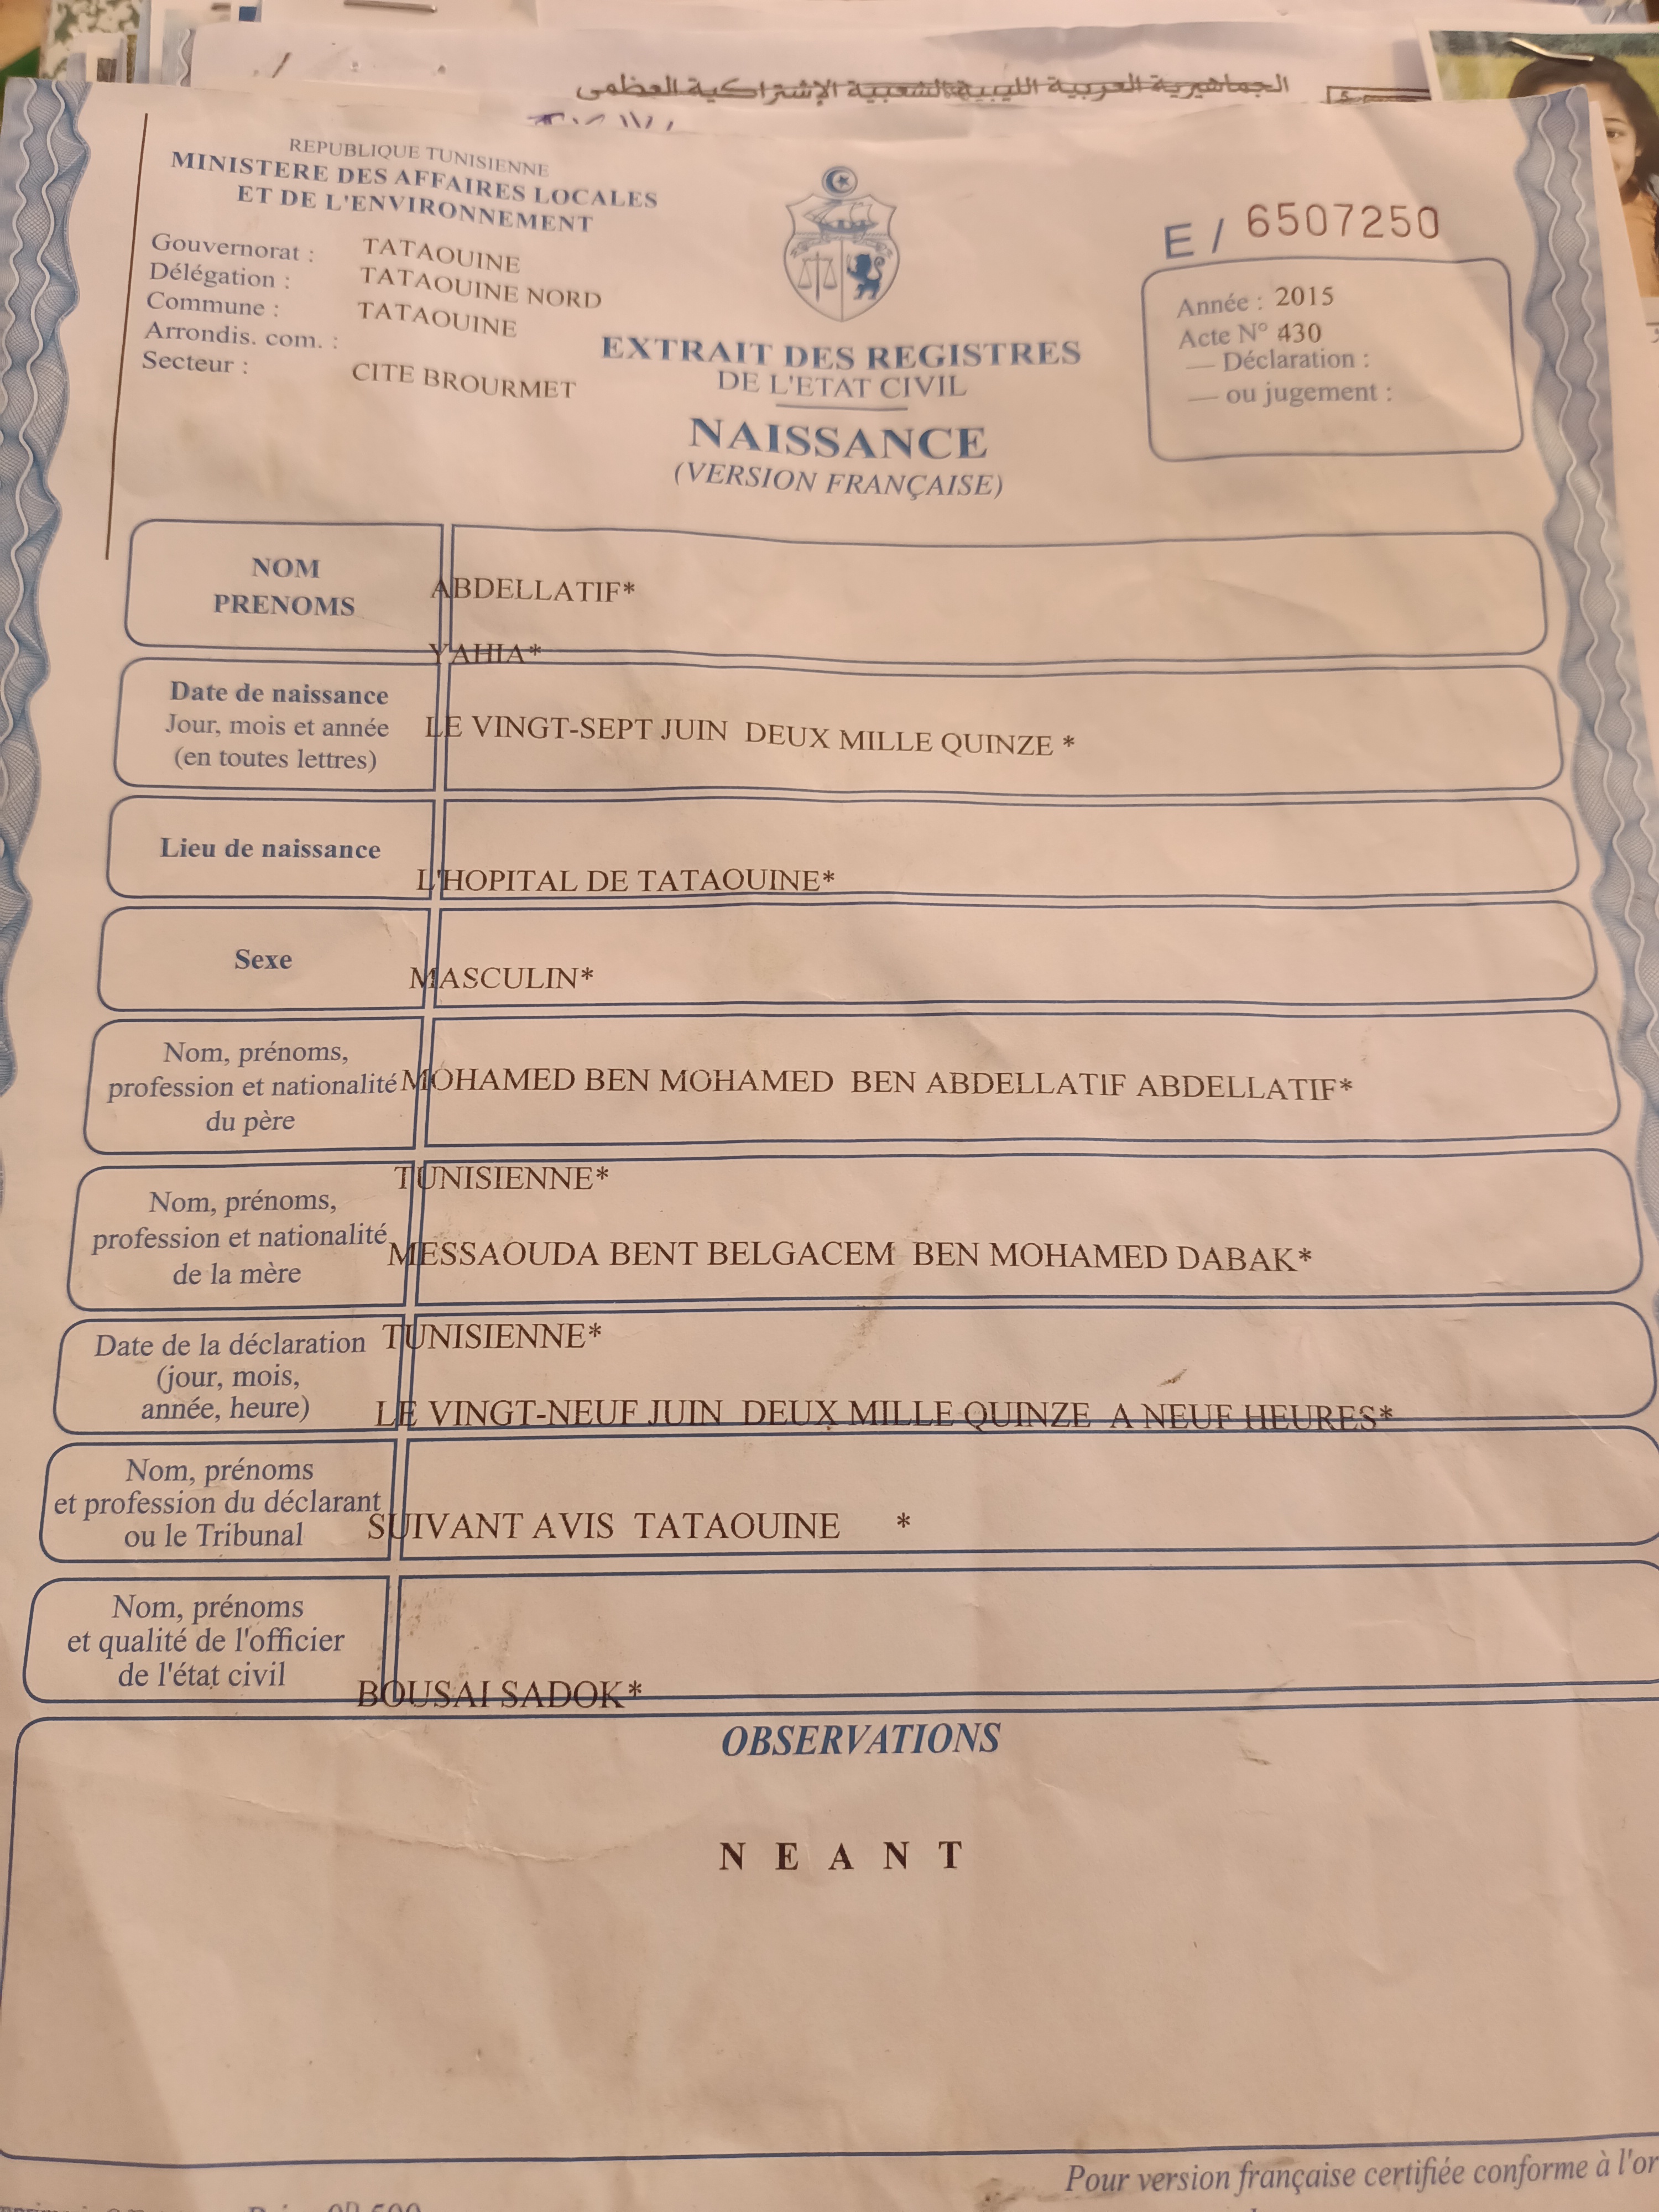 الجماهيرية العربية الليبية الشعبية الإشتراكية العظمى
REPUBLIQUE TUNISIENNE
MINISTERE DES AFFAIRES LOCALES
ET DE L'ENVIRONNEMENT
Gouvernorat : TATAOUINE
Délégation : TATAOUINE NORD
Commune : TATAOUINE
Arrondis. com. :
Secteur : CITE BROURMET
E / 6507250
Année : 2015
Acte N° 430
— Déclaration :
— ou jugement :
EXTRAIT DES REGISTRES
DE L'ETAT CIVIL
NAISSANCE
(VERSION FRANÇAISE)
NOM
PRENOMS
ABDELLATIF*
YAHIA*
Date de naissance
Jour, mois et année
(en toutes lettres)
LE VINGT-SEPT JUIN DEUX MILLE QUINZE *
Lieu de naissance
L'HOPITAL DE TATAOUINE*
Sexe
MASCULIN*
Nom, prénoms,
profession et nationalité
du père
MOHAMED BEN MOHAMED BEN ABDELLATIF ABDELLATIF*
TUNISIENNE*
Nom, prénoms,
profession et nationalité
de la mère
MESSAOUDA BENT BELGACEM BEN MOHAMED DABAK*
TUNISIENNE*
Date de la déclaration
(jour, mois,
année, heure)
LE VINGT-NEUF JUIN DEUX MILLE QUINZE A NEUF HEURES*
Nom, prénoms
et profession du déclarant
ou le Tribunal
SUIVANT AVIS TATAOUINE *
Nom, prénoms
et qualité de l'officier
de l'état civil
BOUSAI SADOK*
OBSERVATIONS
N E A N T
Pour version française certifiée conforme à l'or